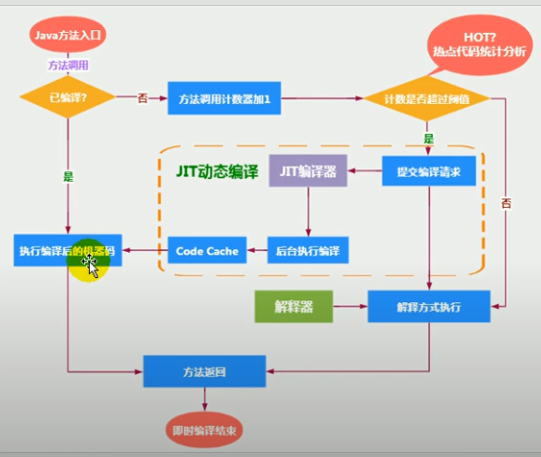 Java方法入口
HOT?
热点代码统计分析
方法调用
已编译?
否
方法调用计数器加1
计数是否超过阈值
是
是
否
JIT动态编译
JIT编译器
提交编译请求
执行编译后的机器码
Code Cache
后台执行编译
解释器
解释方式执行
方法返回
即时编译结束